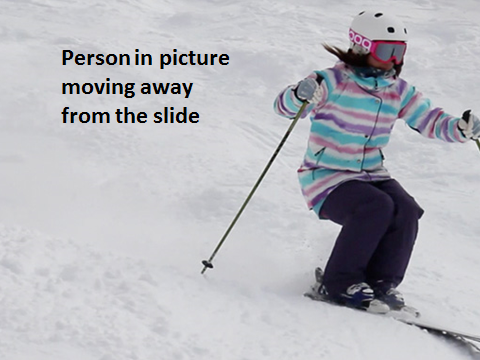 Person in picture
moving away
from the slide